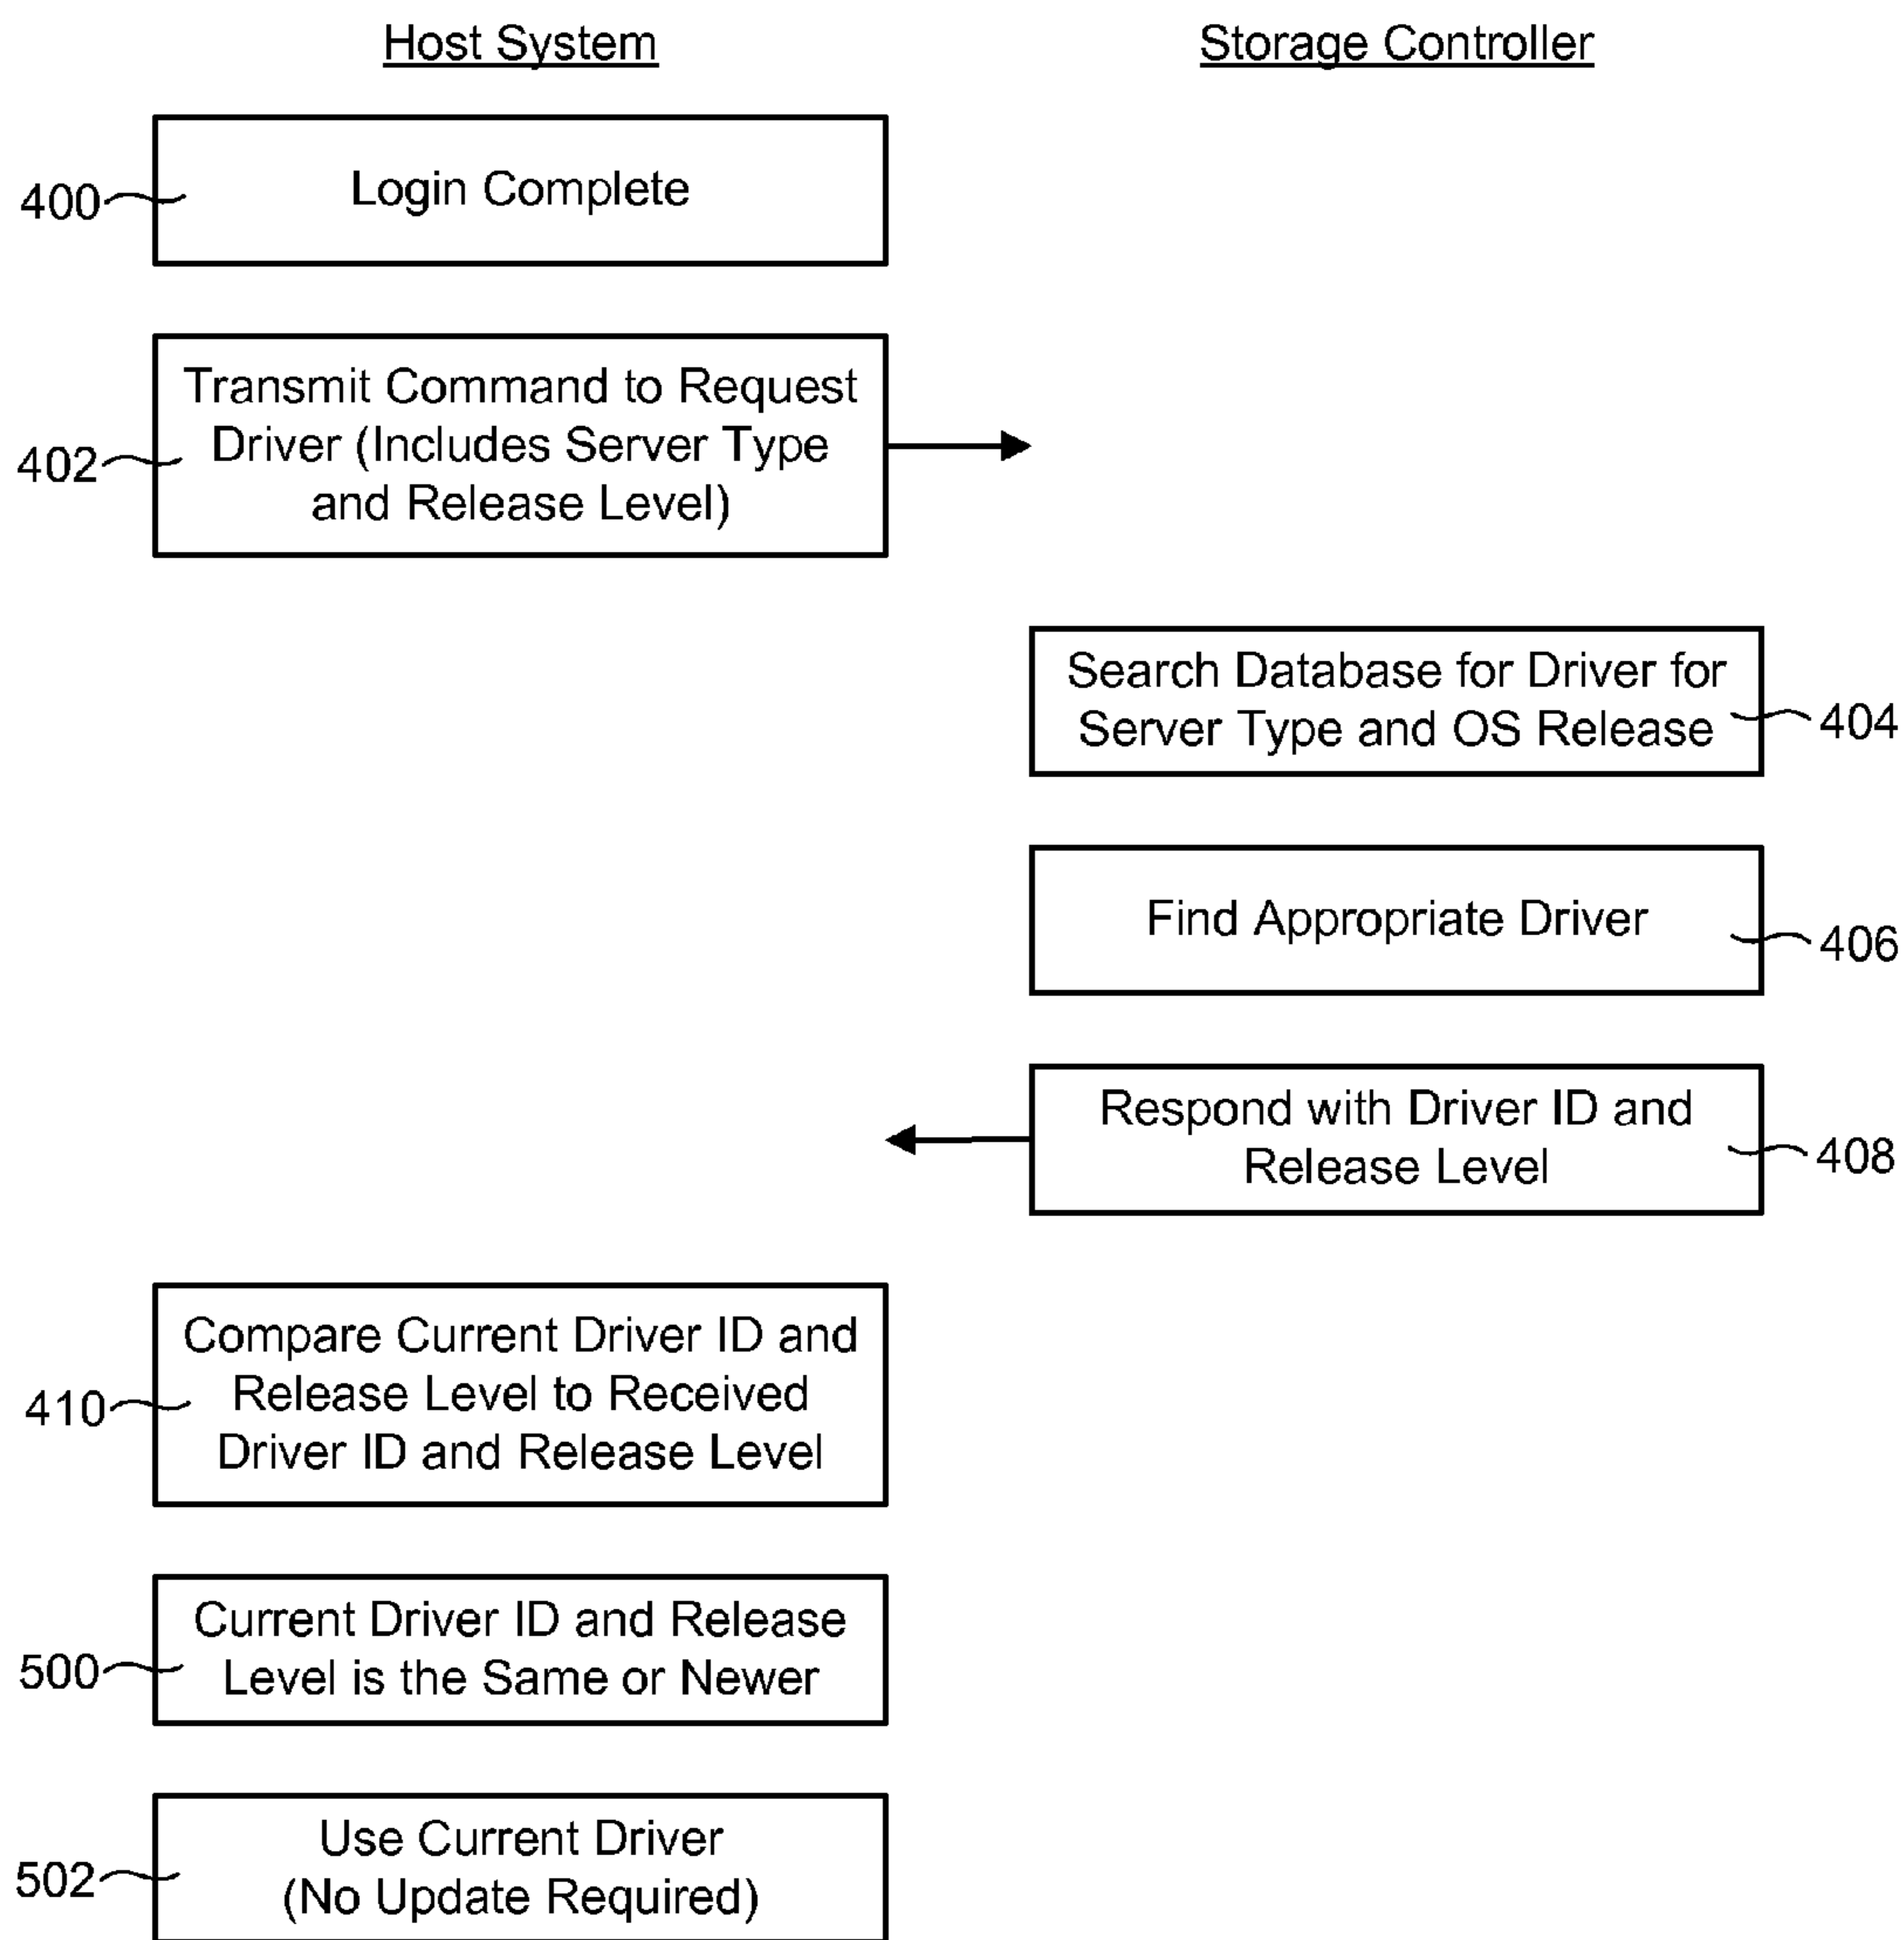 Host System
Storage Controller
400
Login Complete
402
Transmit Command to Request
Driver (Includes Server Type
and Release Level)
Search Database for Driver for
Server Type and OS Release
404
Find Appropriate Driver
406
Respond with Driver ID and
Release Level
408
410
Compare Current Driver ID and
Release Level to Received
Driver ID and Release Level
500
Current Driver ID and Release
Level is the Same or Newer
502
Use Current Driver
(No Update Required)